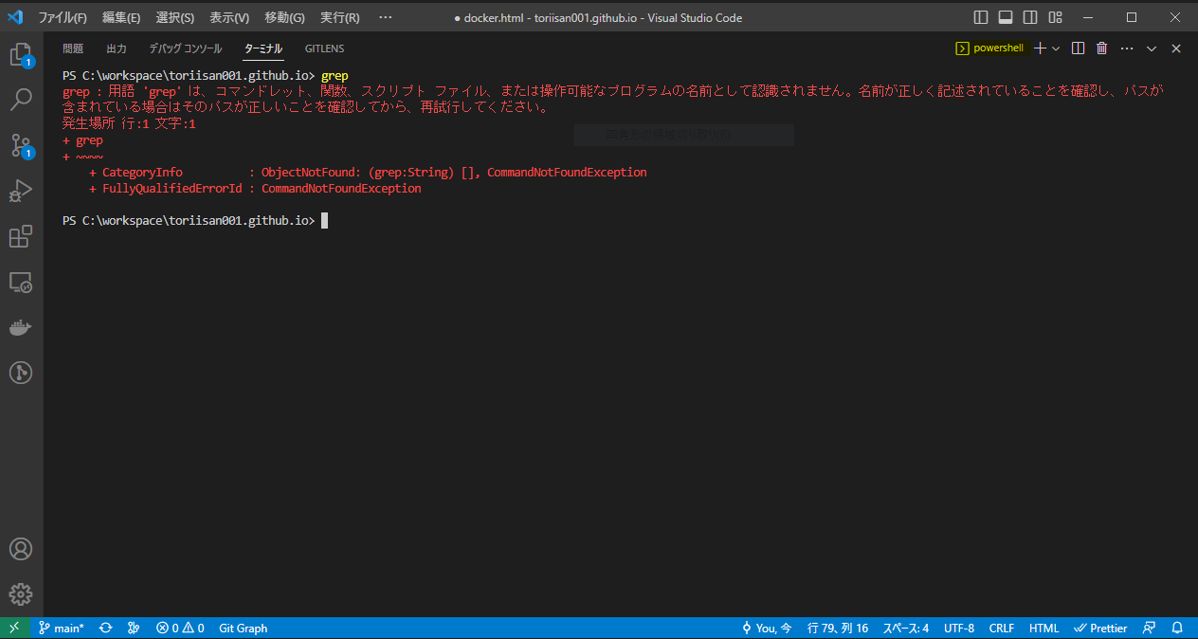 ファイル(F) 編集(E) 選択(S) 表示(V) 移動(G) 実行(R) ··· ● docker.html - toriisan001.github.io - Visual Studio Code
問題 出力 デバッグ コンソール ターミナル GITLENS powershell
1
PS C:\workspace\toriisan001.github.io> grep
grep : 用語 'grep' は、コマンドレット、関数、スクリプト ファイル、または操作可能なプログラムの名前として認識されません。名前が正しく記述されていることを確認し、パスが
含まれている場合はそのパスが正しいことを確認してから、再試行してください。
発生場所 行:1 文字:1
+ grep
1
+ ~~~~
+ CategoryInfo : ObjectNotFound: (grep:String) [], CommandNotFoundException
+ FullyQualifiedErrorId : CommandNotFoundException
PS C:\workspace\toriisan001.github.io>
main* 0 0 Git Graph You, 今 行 79、列 16 スペース: 4 UTF-8 CRLF HTML Prettier